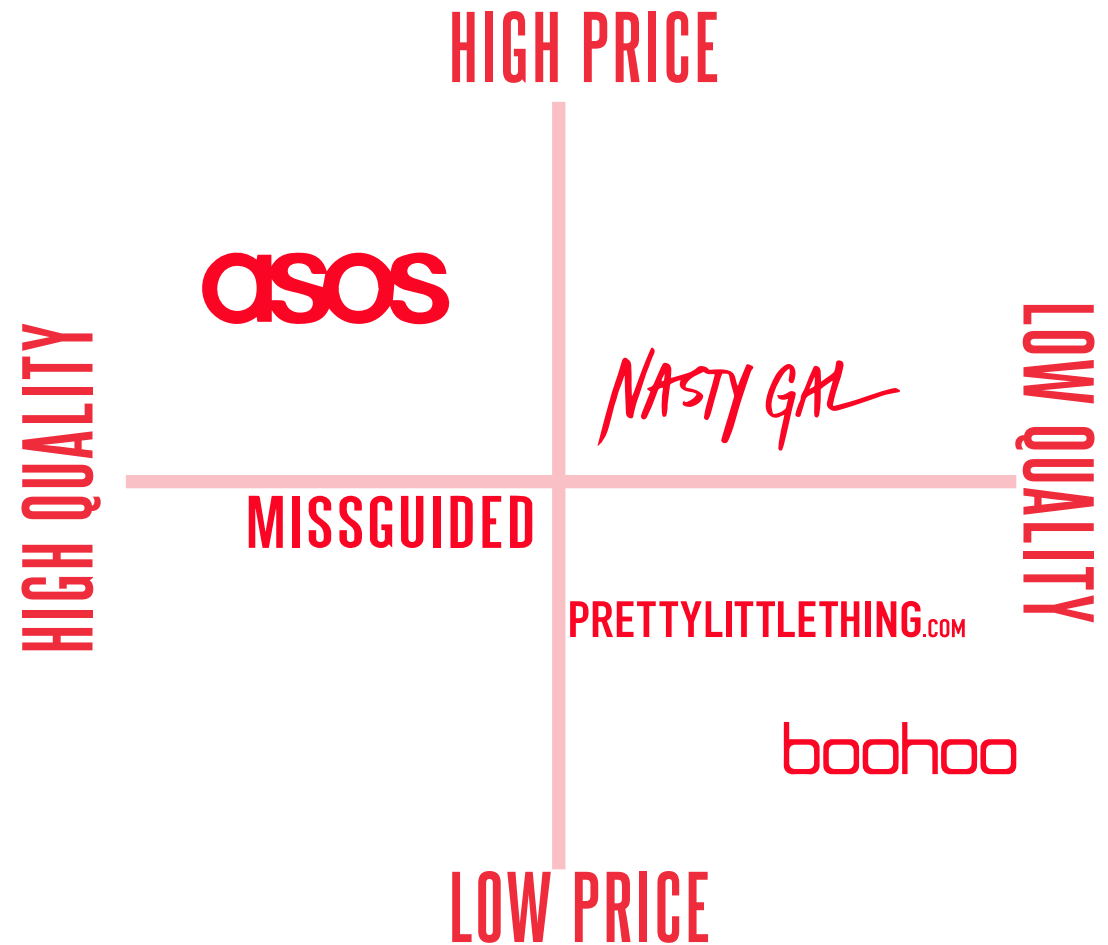 HIGH PRICE
asos
HIGH QUALITY
LOW QUALITY
NASTY GAL
MISSGUIDED
PRETTYLITTLETHING.COM
boohoo
LOW PRICE